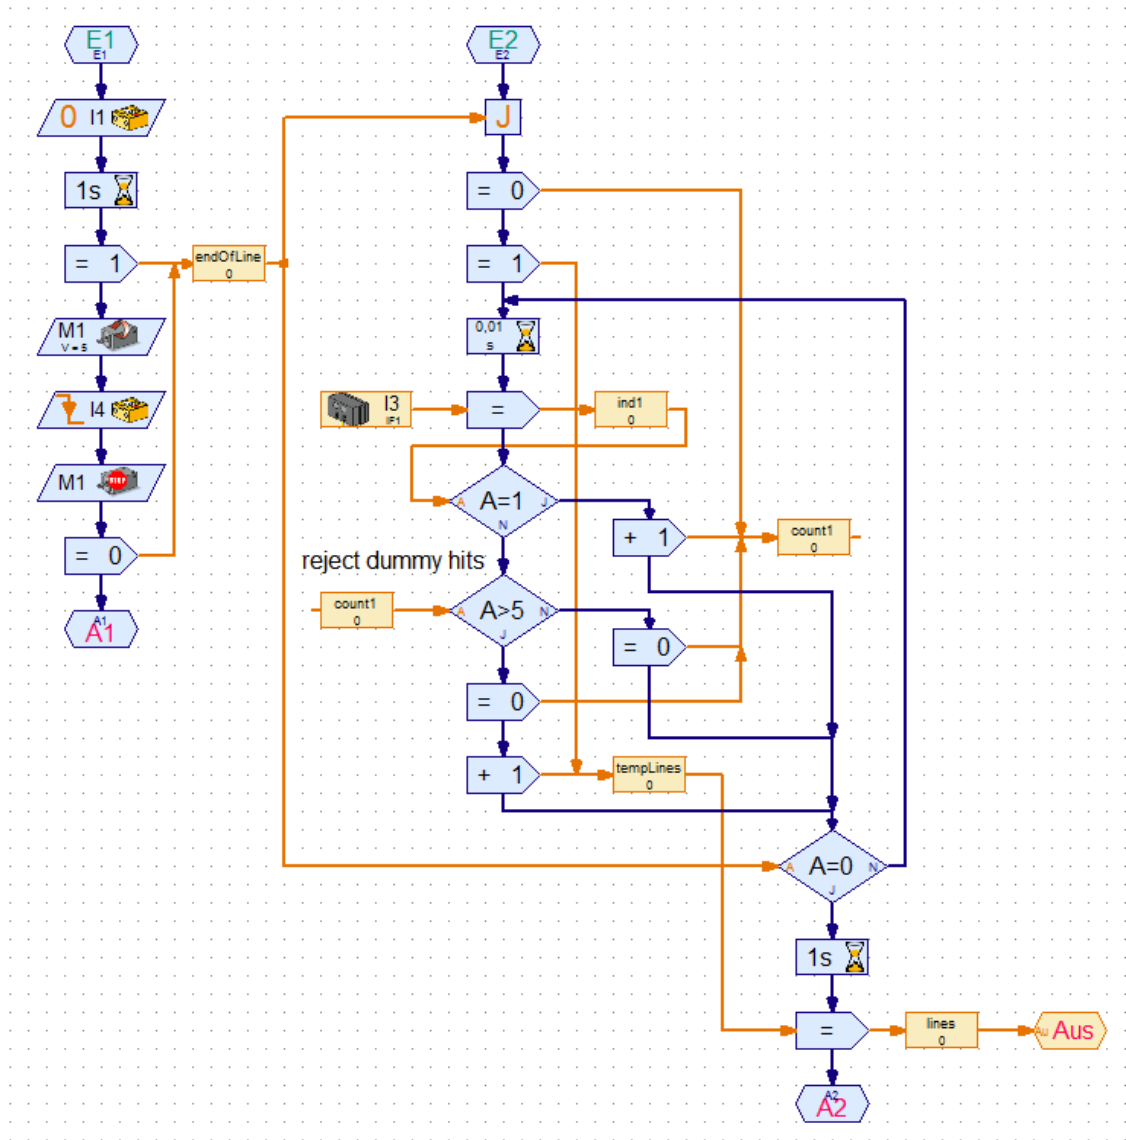 E1
E1
0 I1
1s
= 1
endOfLine
0
M1
V = 5
I4
M1
STOP
= 0
A1
A1
E2
E2
J
= 0
= 1
0,01
s
I3
IF1
=
ind1
0
A A=1 J
N
+ 1
count1
0
reject dummy hits
count1
0
A A>5 N
J
= 0
= 0
+ 1
tempLines
0
A A=0 N
J
1s
=
lines
0
Au Aus
A2
A2